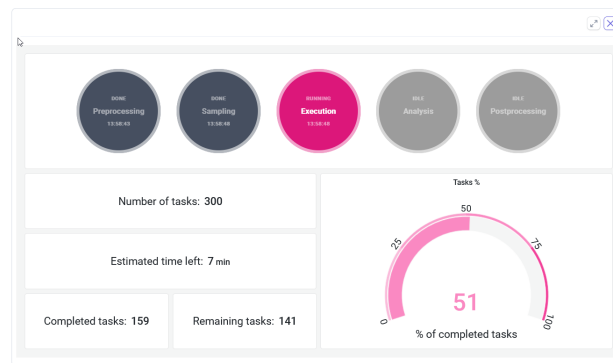 DONE
Preprocessing
13:58:43
DONE
Sampling
13:58:48
RUNNING
Execution
13:58:48
IDLE
Analysis
IDLE
Postprocessing
Number of tasks: 300
Estimated time left: 7 min
Completed tasks: 159
Remaining tasks: 141
Tasks %
0
25
50
75
100
51
% of completed tasks